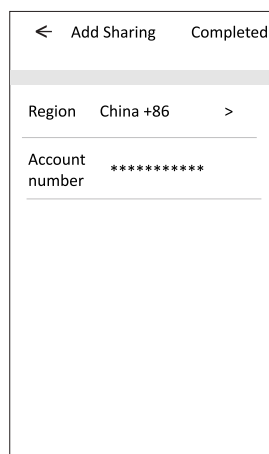 ← Add Sharing Completed
Region China +86 >
Account
number ***********